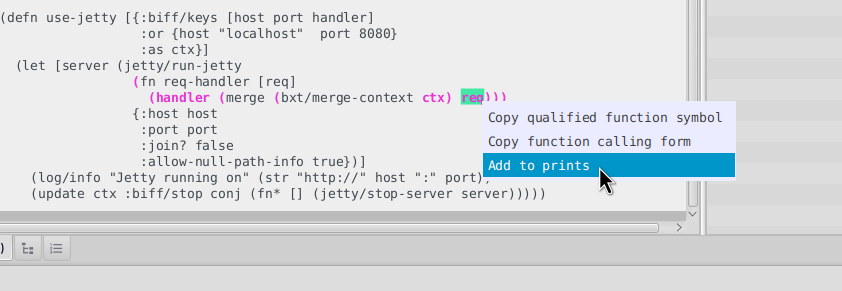 (defn use-jetty [{:biff/keys [host port handler]
:or {host "localhost"  port 8080}
:as ctx}]
(let [server (jetty/run-jetty
(fn req-handler [req]
(handler (merge (bxt/merge-context ctx) req)))
{:host host
:port port
:join? false
:allow-null-path-info true})]
(log/info "Jetty running on" (str "http://" host ":" port)
(update ctx :biff/stop conj (fn* [] (jetty/stop-server server)))))
Copy qualified function symbol
Copy function calling form
Add to prints
)